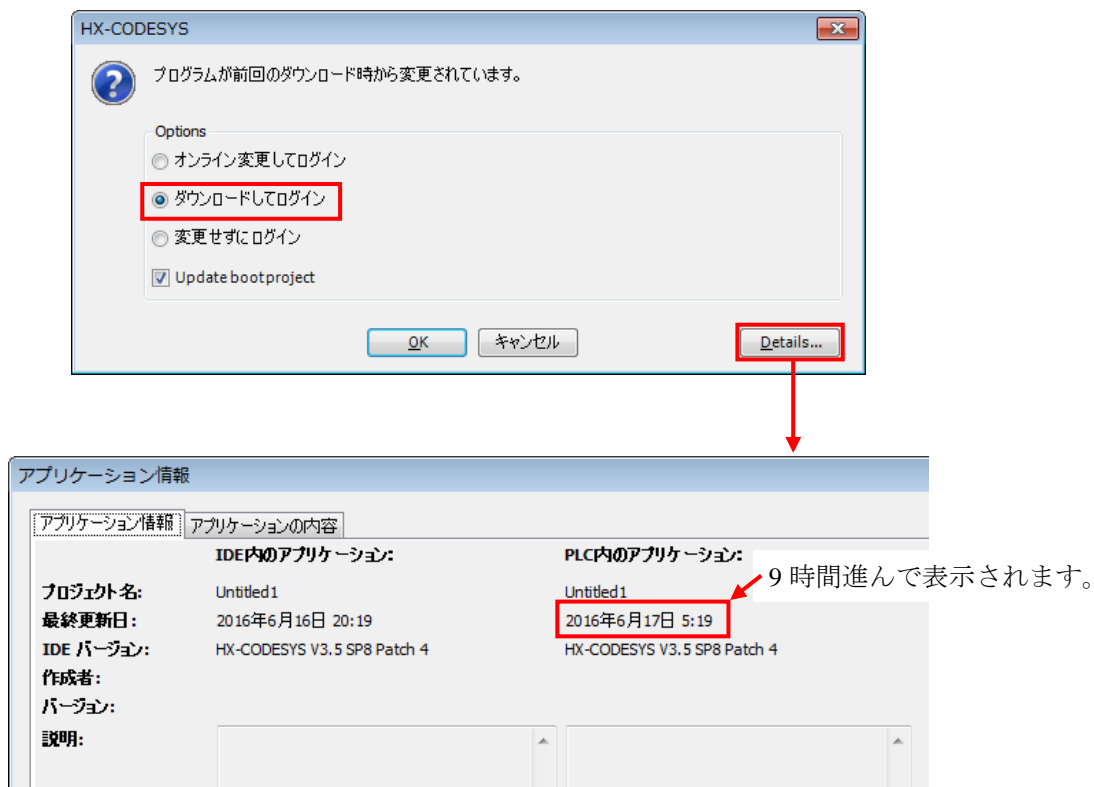 HX-CODESYS
プログラムが前回のダウンロード時から変更されています。
Options
オンライン変更してログイン
ダウンロードしてログイン
変更せずにログイン
Update bootproject
OK キャンセル Details...
アプリケーション情報
アプリケーション情報 アプリケーションの内容
IDE内のアプリケーション: PLC内のアプリケーション:
9 時間進んで表示されます。
プロジェクト名: Untitled1 Untitled1
最終更新日: 2016年6月16日 20:19 2016年6月17日 5:19
IDE バージョン: HX-CODESYS V3.5 SP8 Patch 4 HX-CODESYS V3.5 SP8 Patch 4
作成者:
バージョン:
説明: